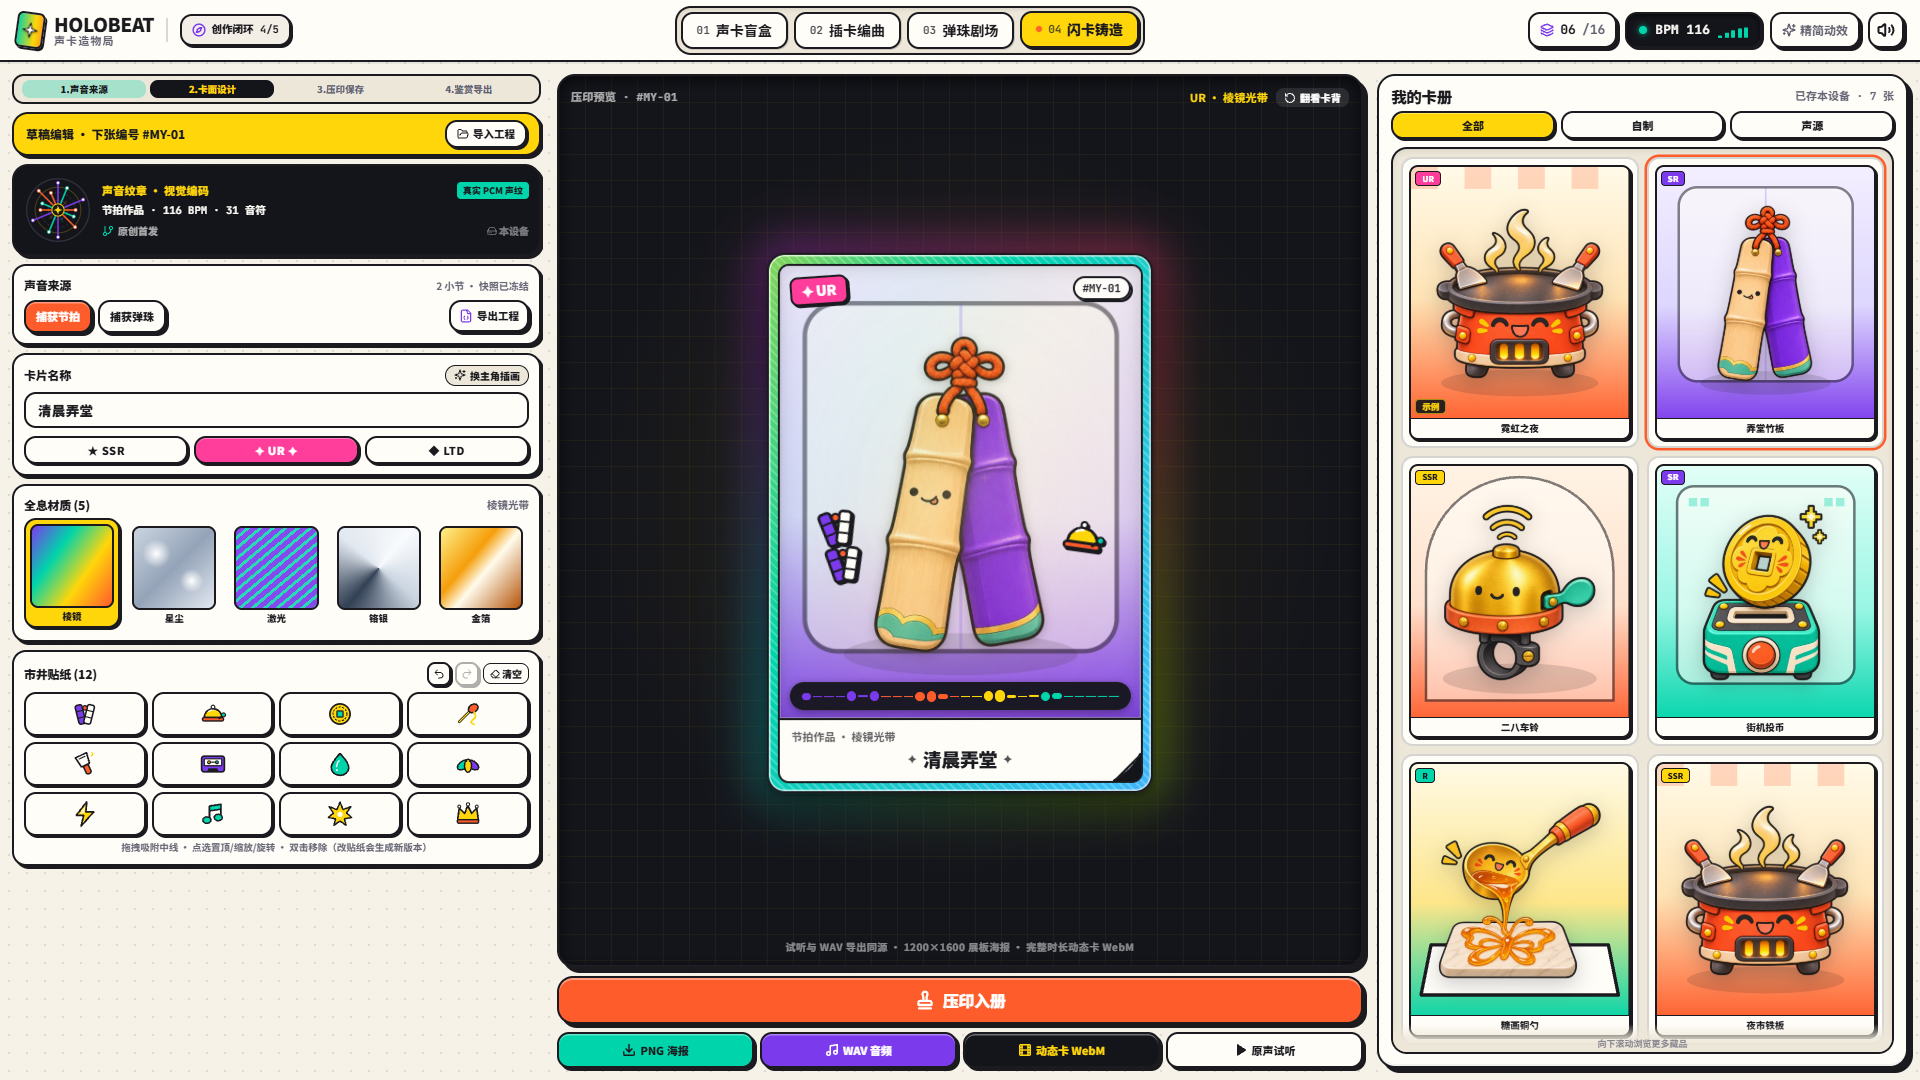 HOLOBEAT
声卡造物局
创作闭环 4/5
01 声卡盲盒
02 插卡编曲
03 弹珠剧场
04 闪卡铸造
06 /16
BPM 116
精简动效
1.声音来源
2.卡面设计
3.压印保存
4.鉴赏导出
草稿编辑 · 下张编号 #MY-01
导入工程
声音纹章 · 视觉编码
真实 PCM 声纹
节拍作品 · 116 BPM · 31 音符
原创首发
本设备
声音来源
2 小节 · 快照已冻结
捕获节拍
捕获弹珠
导出工程
卡片名称
换主角插画
清晨弄堂
★ SSR
✦ UR ✦
◆ LTD
全息材质 (5)
棱镜光带
棱镜
星尘
激光
铬银
金箔
市井贴纸 (12)
清空
拖拽吸附中线 · 点选置顶/缩放/旋转 · 双击移除（改贴纸会生成新版本）
压印预览 · #MY-01
UR · 棱镜光带
翻看卡背
✦ UR
#MY-01
节拍作品 · 棱镜光带
✦ 清晨弄堂 ✦
试听与 WAV 导出同源 · 1200×1600 展板海报 · 完整时长动态卡 WebM
压印入册
PNG 海报
WAV 音频
动态卡 WebM
原声试听
我的卡册
已存本设备 · 7 张
全部
自制
声源
UR
示例
霓虹之夜
SR
弄堂竹板
SSR
二八车铃
SR
街机投币
R
糖画铜勺
SSR
夜市铁板
向下滚动浏览更多藏品